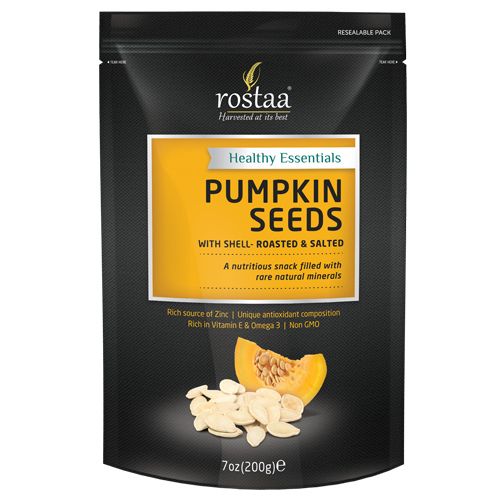 RESEALABLE PACK
TEAR HERE
TEAR HERE
rostaa®
Harvested at its best
Healthy Essentials
PUMPKIN
SEEDS
WITH SHELL- ROASTED & SALTED
A nutritious snack filled with
rare natural minerals
Rich source of Zinc | Unique antioxidant composition
Rich in Vitamin E & Omega 3 | Non GMO
7oz(200g)℮